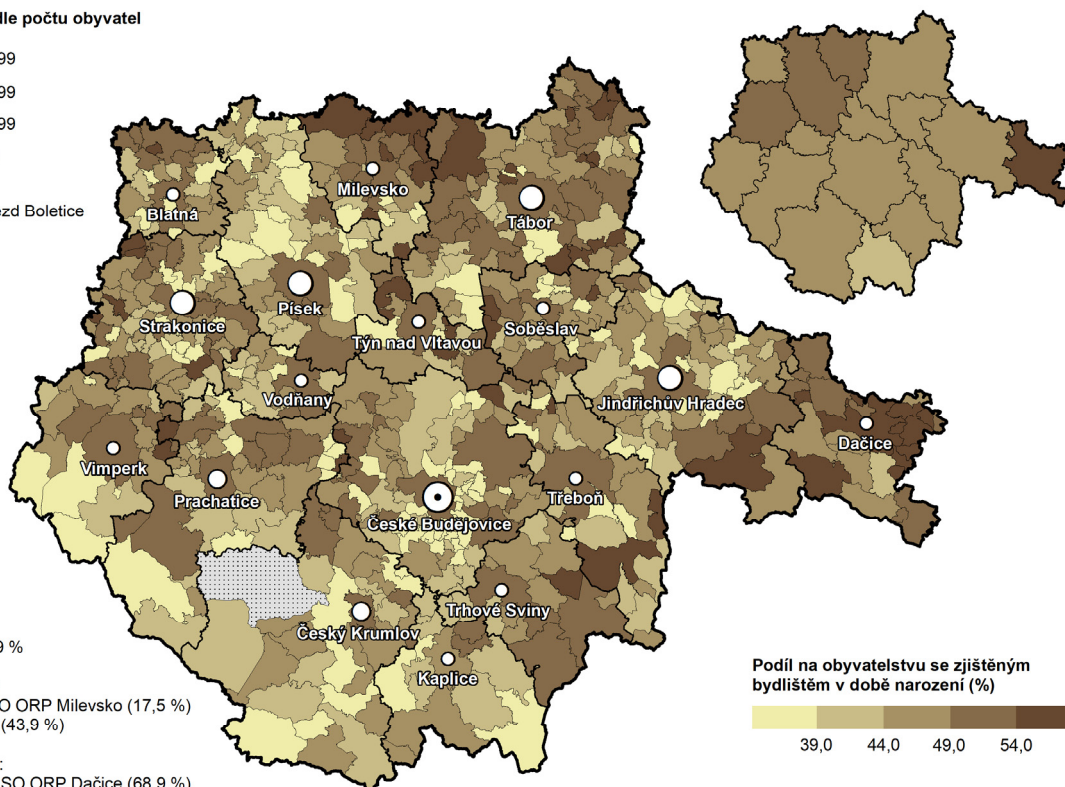 dle počtu obyvatel
99
99
99
ezd Boletice
Milevsko
Blatná
Tábor
Písek
Strakonice
Týn nad Vltavou
Soběslav
Vodňany
Jindřichův Hradec
Dačice
Vimperk
Prachatice
České Budějovice
Třeboň
Trhové Sviny
Český Krumlov
Kaplice
9 %
O ORP Milevsko (17,5 %)
(43,9 %)
:
SO ORP Dačice (68,9 %)
Podíl na obyvatelstvu se zjištěným
bydlištěm v době narození (%)
39,0 44,0 49,0 54,0